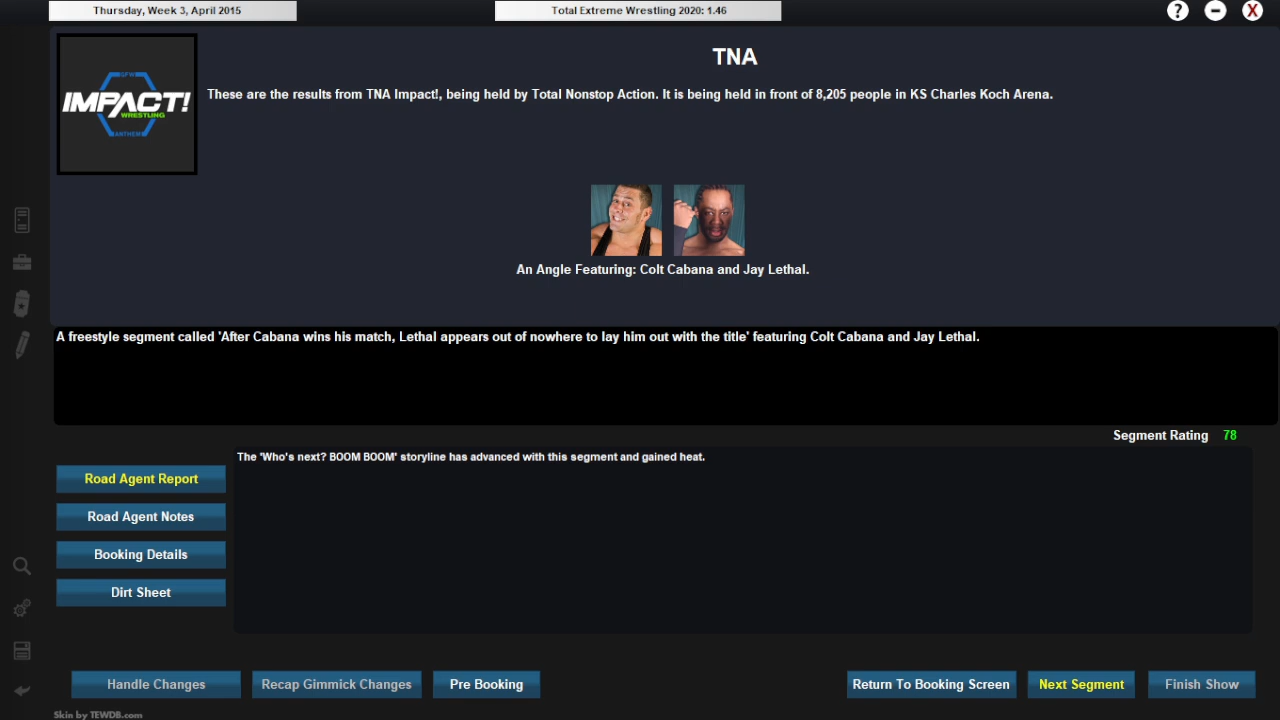 Thursday, Week 3, April 2015
Total Extreme Wrestling 2020: 1.46
? – X
TNA
GFW
IMPACT!
WRESTLING
ANTHEM
These are the results from TNA Impact!, being held by Total Nonstop Action. It is being held in front of 8,205 people in KS Charles Koch Arena.
An Angle Featuring: Colt Cabana and Jay Lethal.
A freestyle segment called 'After Cabana wins his match, Lethal appears out of nowhere to lay him out with the title' featuring Colt Cabana and Jay Lethal.
Segment Rating 78
The 'Who's next? BOOM BOOM' storyline has advanced with this segment and gained heat.
Road Agent Report
Road Agent Notes
Booking Details
Dirt Sheet
Handle Changes
Recap Gimmick Changes
Pre Booking
Return To Booking Screen
Next Segment
Finish Show
Skin by TEWDB.com